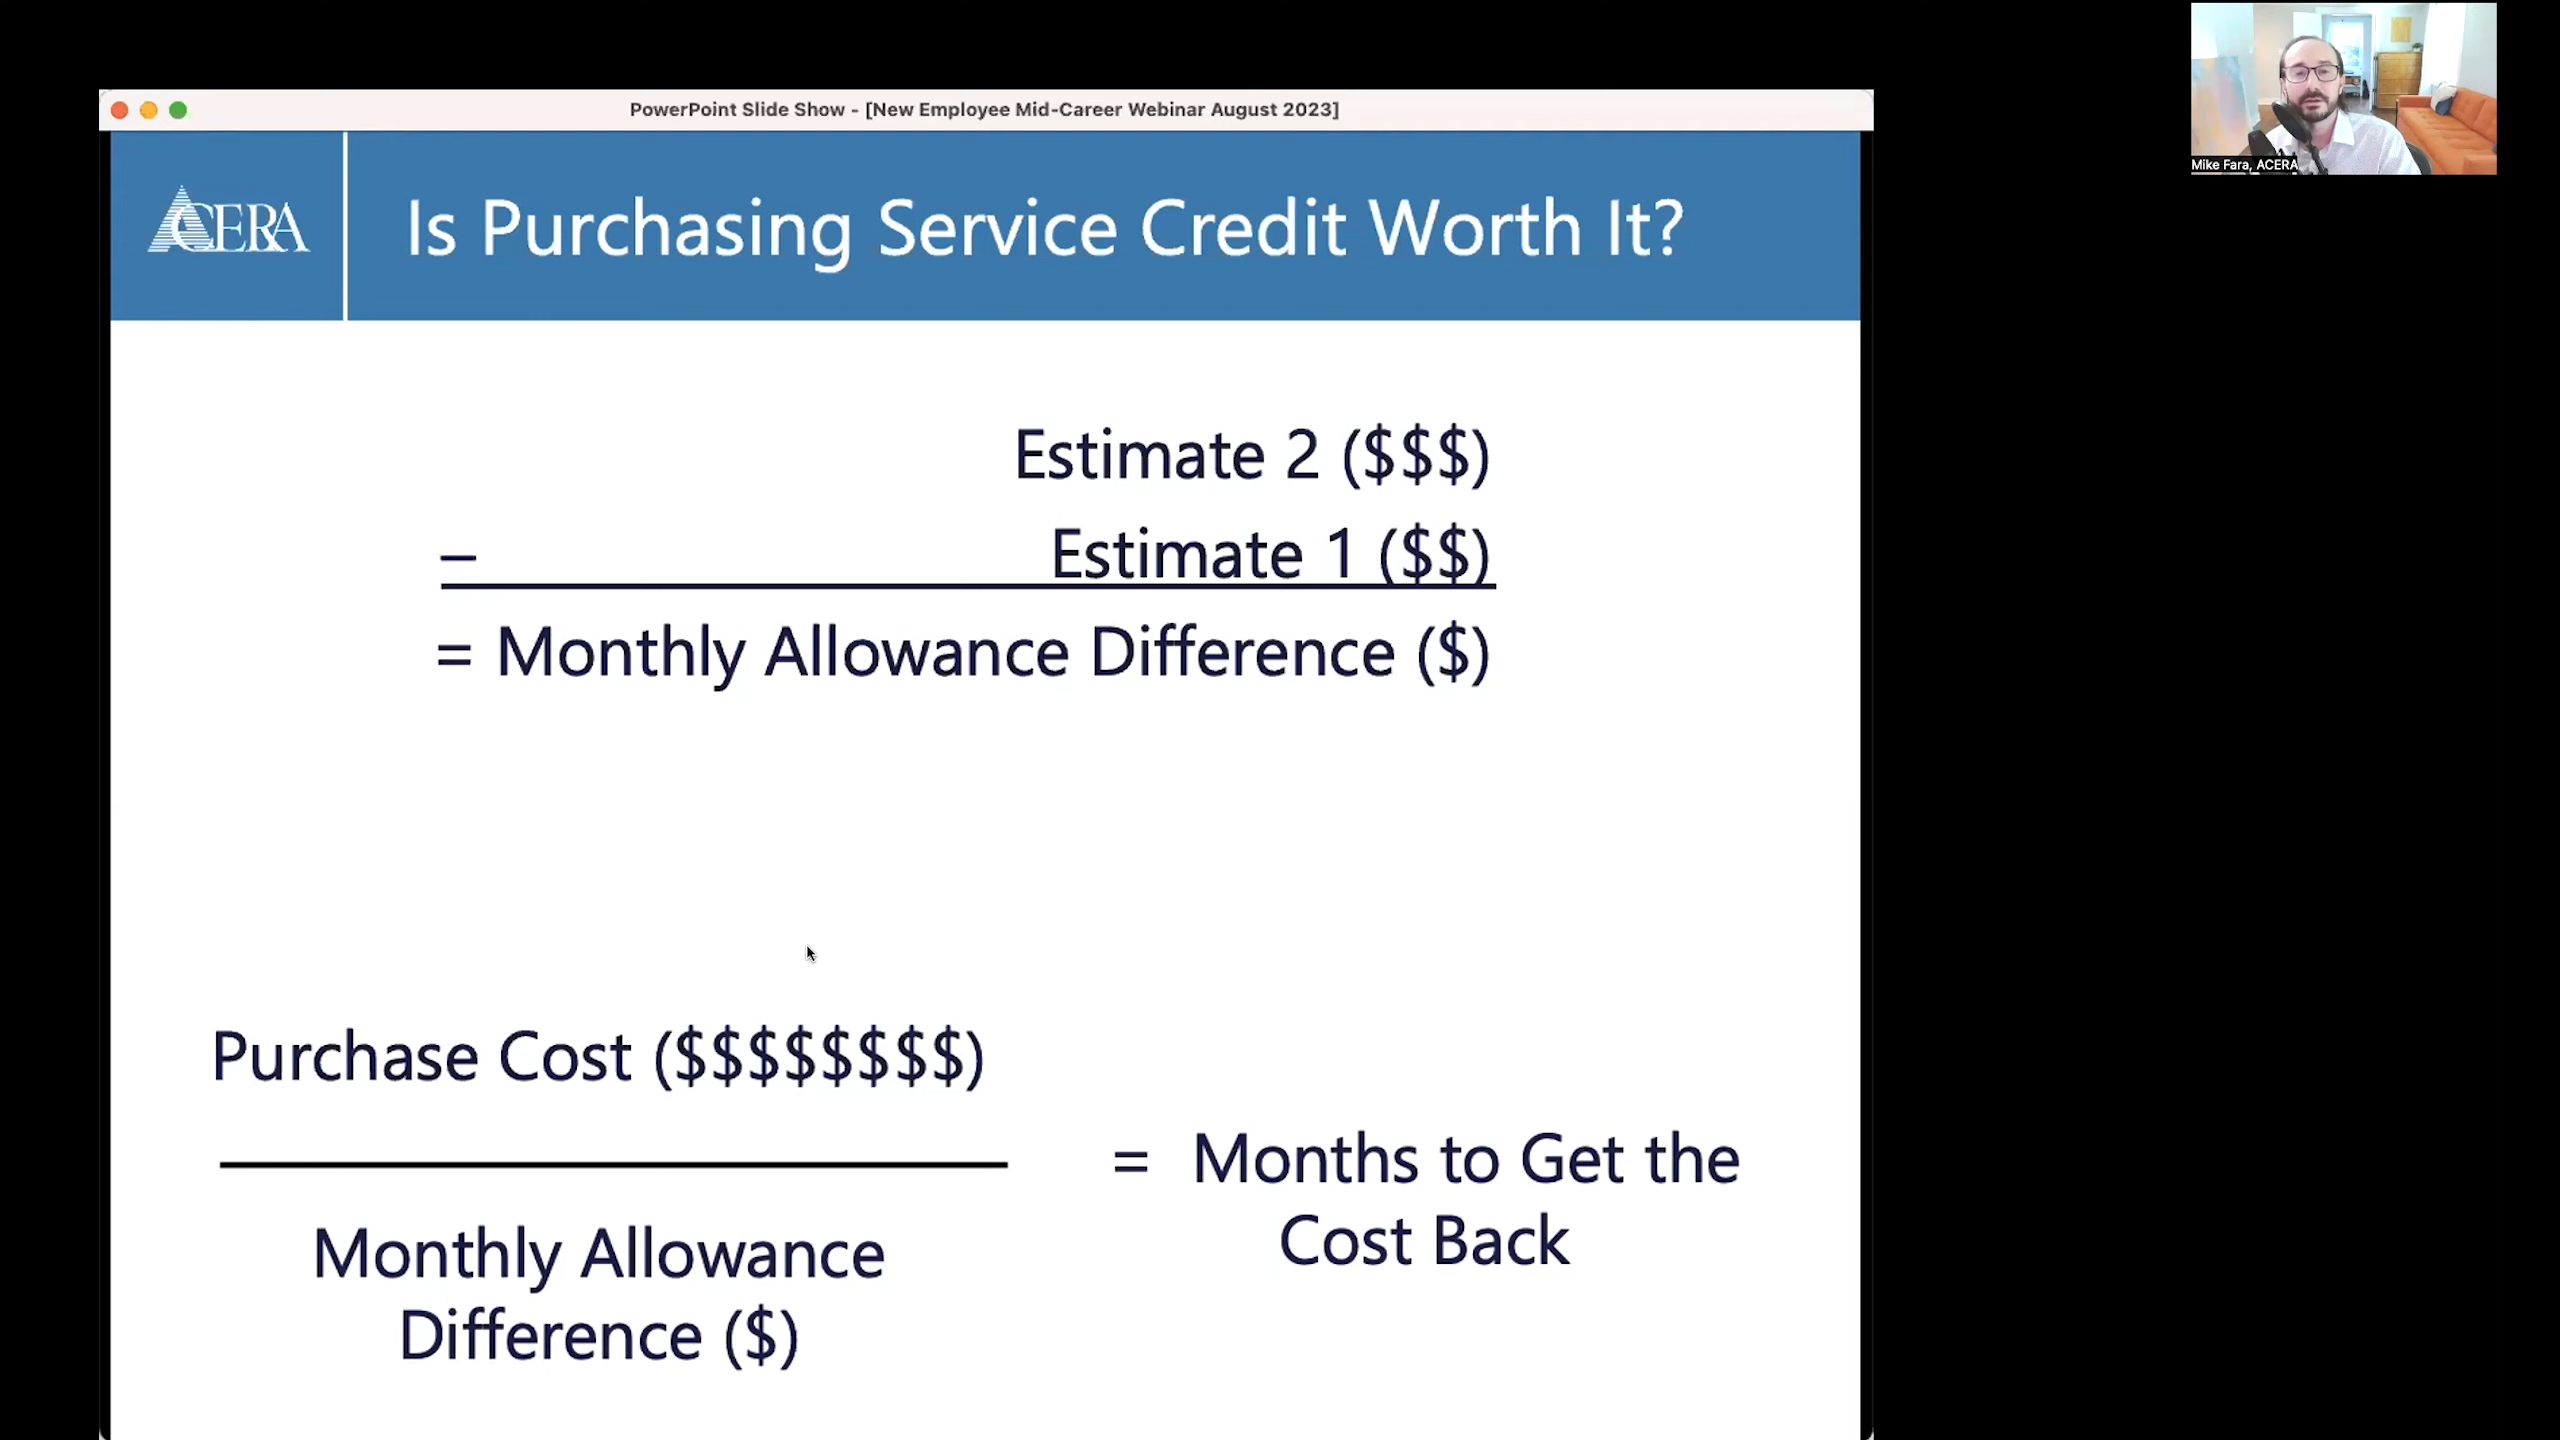 PowerPoint Slide Show - [New Employee Mid-Career Webinar August 2023]
Mike Fara, ACERA
ACERA
Is Purchasing Service Credit Worth It?
Estimate 2 ($$$)
– Estimate 1 ($$)
= Monthly Allowance Difference ($)
Purchase Cost ($$$$$$$$)
Monthly Allowance
Difference ($)
= Months to Get the
Cost Back